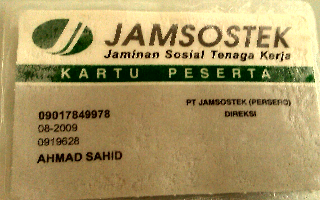 JAMSOSTEK
Jaminan Sosial Tenaga Kerja
KARTU PESERTA
09017849978
PT JAMSOSTEK (PERSERO)
08-2009
DIREKSI
0919628
AHMAD SAHID